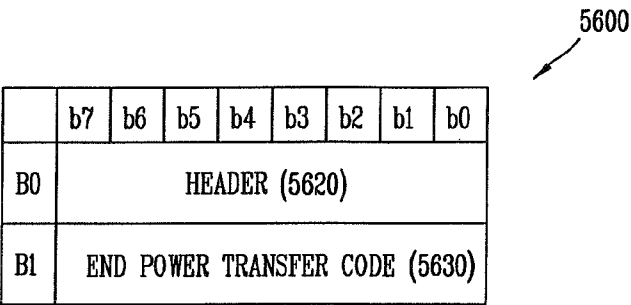 5600
b7 b6 b5 b4 b3 b2 b1 b0
B0 HEADER (5620)
B1 END POWER TRANSFER CODE (5630)